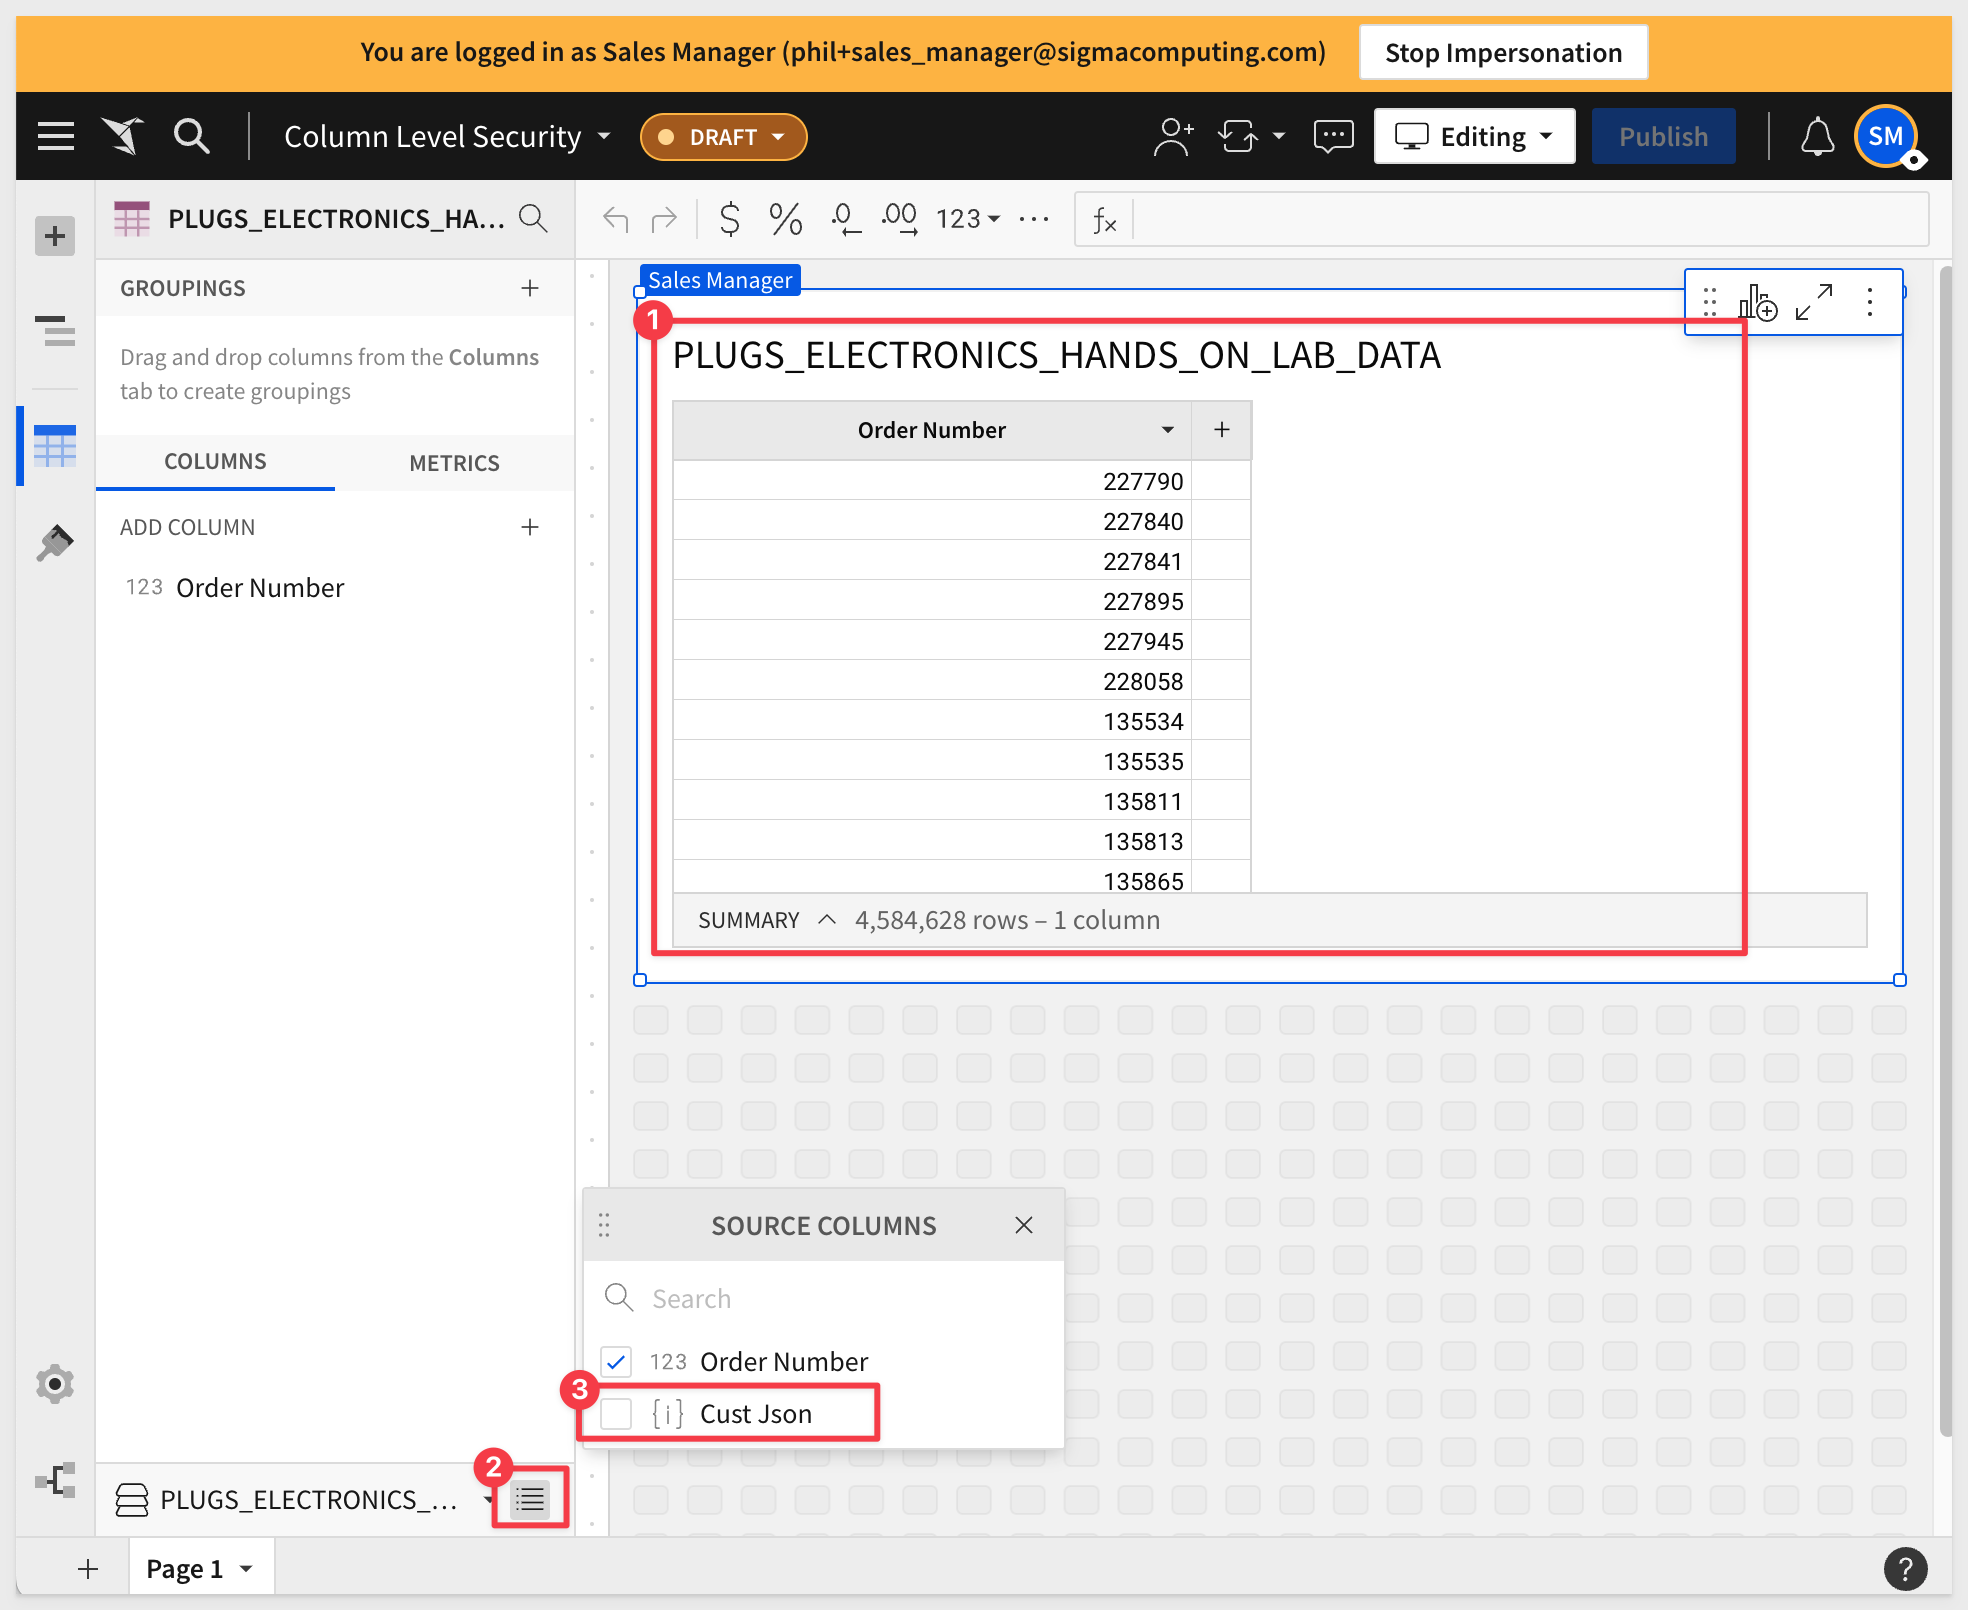 You are logged in as Sales Manager (phil+sales_manager@sigmacomputing.com)
Stop Impersonation
Column Level Security
DRAFT
Editing
Publish
SM
PLUGS_ELECTRONICS_HA...
$ % .0 .00 123 ...
fx
GROUPINGS
Drag and drop columns from the Columns
tab to create groupings
COLUMNS
METRICS
ADD COLUMN
123 Order Number
Sales Manager
1
PLUGS_ELECTRONICS_HANDS_ON_LAB_DATA
Order Number
227790
227840
227841
227895
227945
228058
135534
135535
135811
135813
135865
SUMMARY 4,584,628 rows – 1 column
SOURCE COLUMNS
Search
123 Order Number
3
{i} Cust Json
2
PLUGS_ELECTRONICS_...
Page 1
?